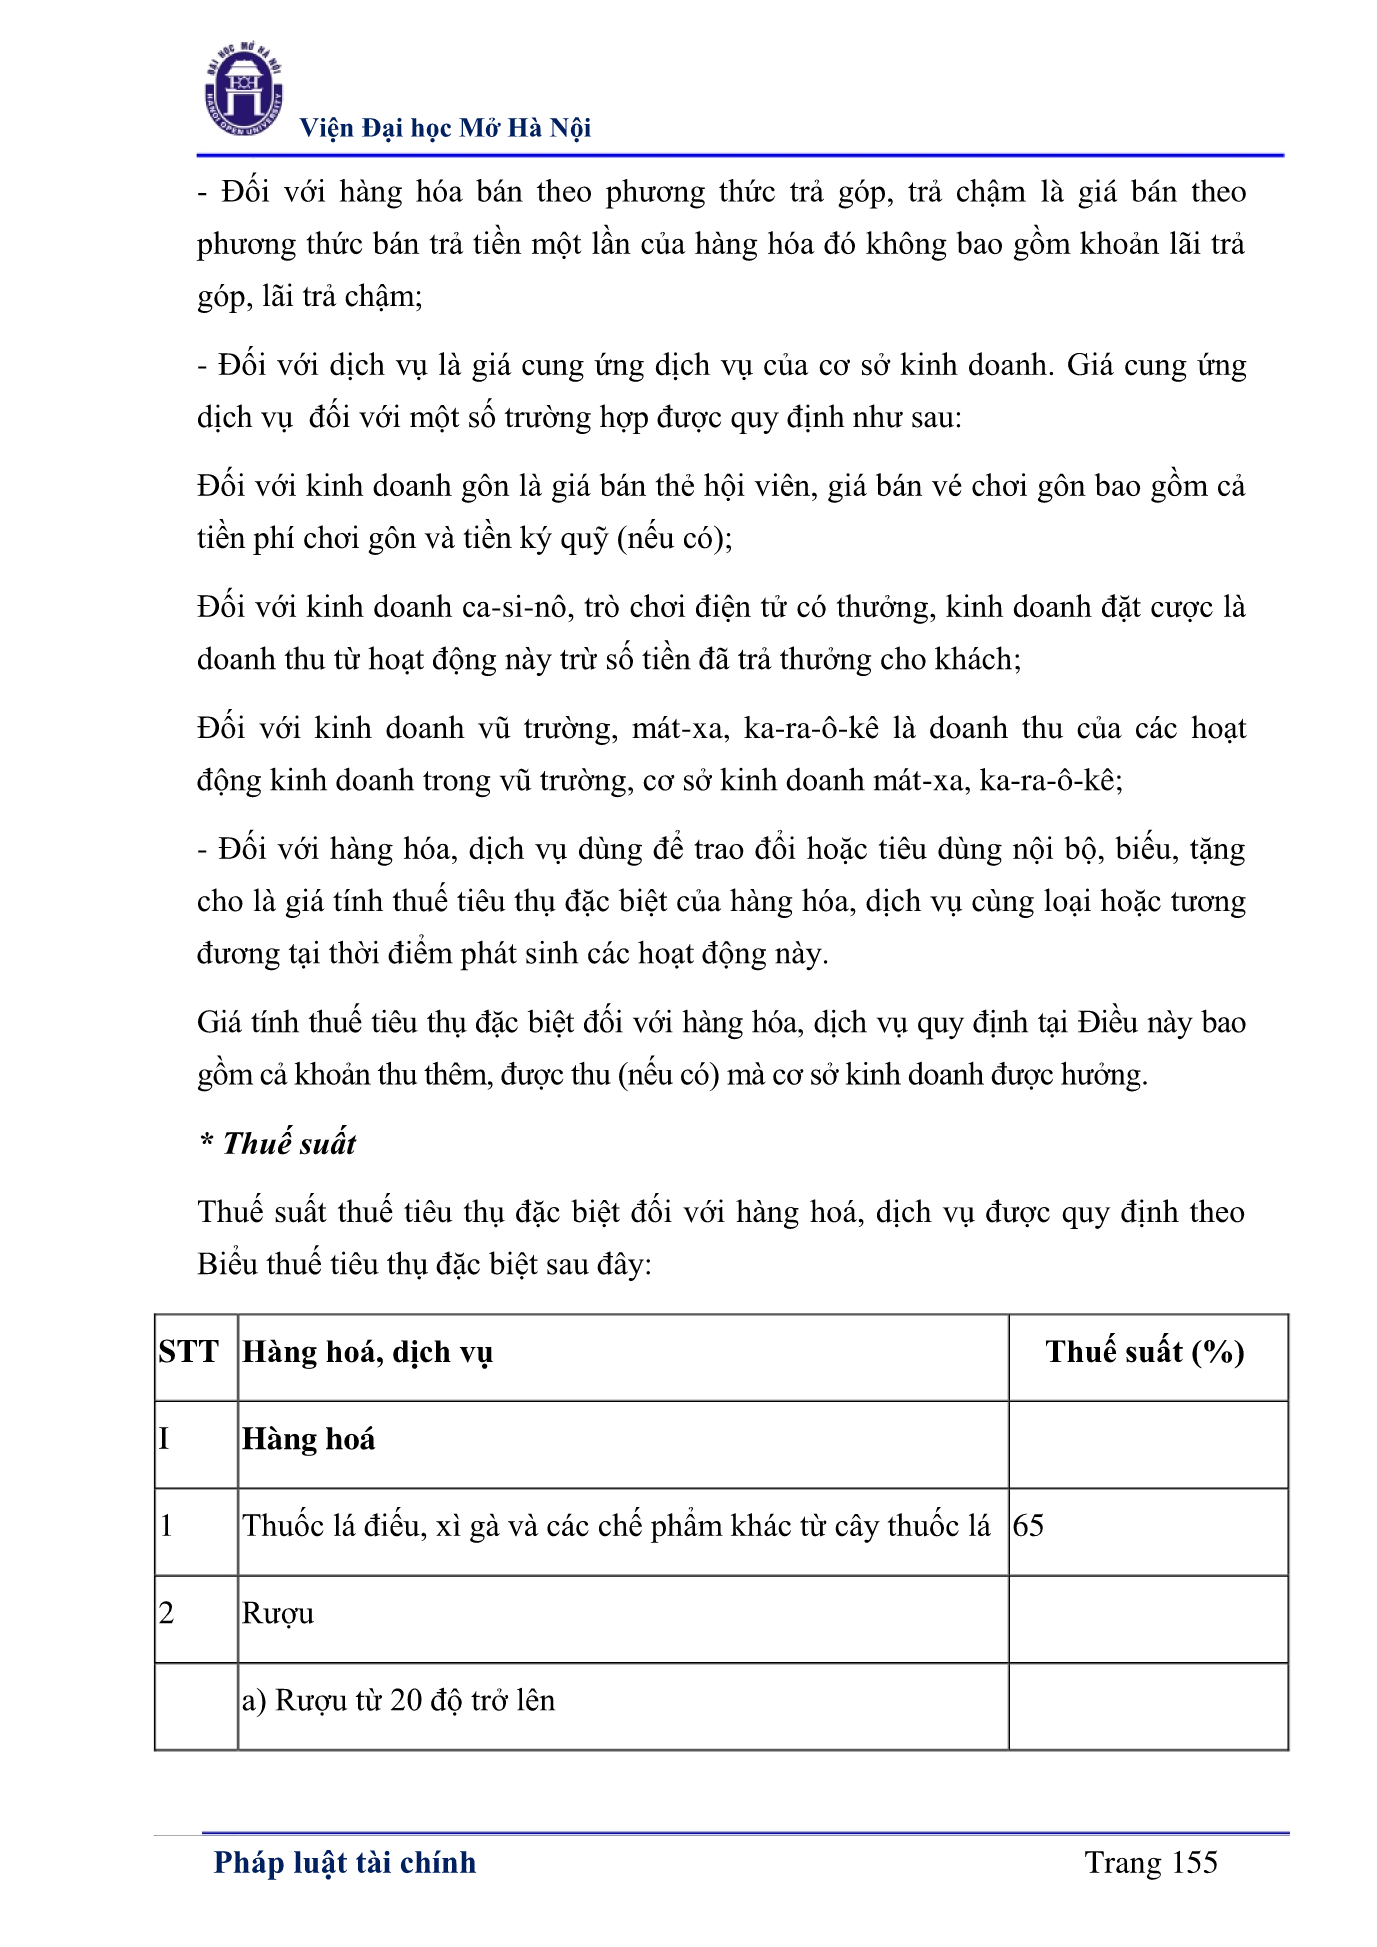 ĐẠI HỌC MỞ HÀ NỘI
HANOI OPEN UNIVERSITY
Viện Đại học Mở Hà Nội
- Đối với hàng hóa bán theo phương thức trả góp, trả chậm là giá bán theo
phương thức bán trả tiền một lần của hàng hóa đó không bao gồm khoản lãi trả
góp, lãi trả chậm;
- Đối với dịch vụ là giá cung ứng dịch vụ của cơ sở kinh doanh. Giá cung ứng
dịch vụ  đối với một số trường hợp được quy định như sau:
Đối với kinh doanh gôn là giá bán thẻ hội viên, giá bán vé chơi gôn bao gồm cả
tiền phí chơi gôn và tiền ký quỹ (nếu có);
Đối với kinh doanh ca-si-nô, trò chơi điện tử có thưởng, kinh doanh đặt cược là
doanh thu từ hoạt động này trừ số tiền đã trả thưởng cho khách;
Đối với kinh doanh vũ trường, mát-xa, ka-ra-ô-kê là doanh thu của các hoạt
động kinh doanh trong vũ trường, cơ sở kinh doanh mát-xa, ka-ra-ô-kê;
- Đối với hàng hóa, dịch vụ dùng để trao đổi hoặc tiêu dùng nội bộ, biếu, tặng
cho là giá tính thuế tiêu thụ đặc biệt của hàng hóa, dịch vụ cùng loại hoặc tương
đương tại thời điểm phát sinh các hoạt động này.
Giá tính thuế tiêu thụ đặc biệt đối với hàng hóa, dịch vụ quy định tại Điều này bao
gồm cả khoản thu thêm, được thu (nếu có) mà cơ sở kinh doanh được hưởng.
* Thuế suất
Thuế suất thuế tiêu thụ đặc biệt đối với hàng hoá, dịch vụ được quy định theo
Biểu thuế tiêu thụ đặc biệt sau đây:
STT Hàng hoá, dịch vụ Thuế suất (%)
I Hàng hoá
1 Thuốc lá điếu, xì gà và các chế phẩm khác từ cây thuốc lá 65
2 Rượu
a) Rượu từ 20 độ trở lên
Pháp luật tài chính Trang 155